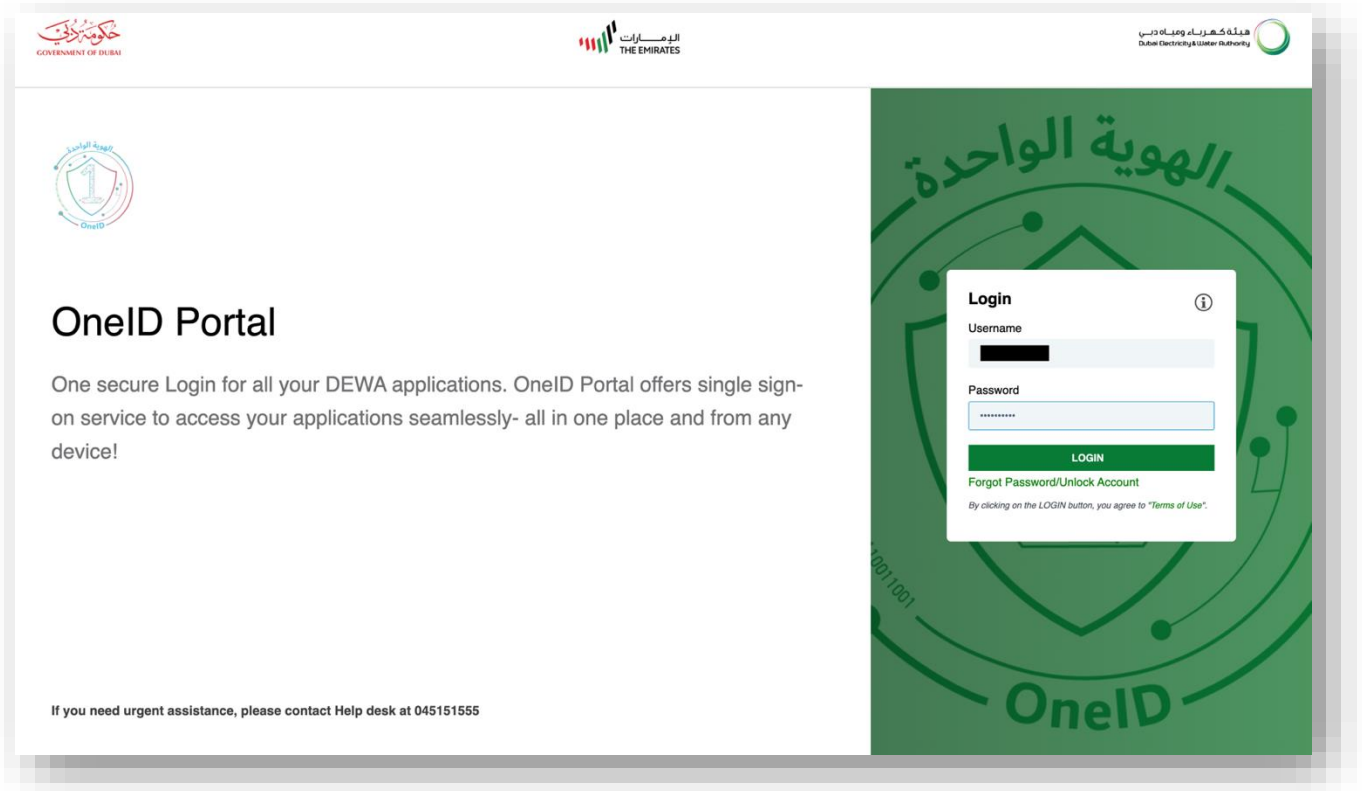 حكومة دبي
GOVERNMENT OF DUBAI
الإمارات
THE EMIRATES
هيئة كهرباء ومياه دبي
Dubai Electricity & Water Authority
الهوية الواحدة
1
OneID
OneID Portal
One secure Login for all your DEWA applications. OneID Portal offers single sign-
on service to access your applications seamlessly- all in one place and from any
device!
If you need urgent assistance, please contact Help desk at 045151555
الهوية الواحدة
Login
Username
Password
LOGIN
Forgot Password/Unlock Account
By clicking on the LOGIN button, you agree to "Terms of Use".
OneID